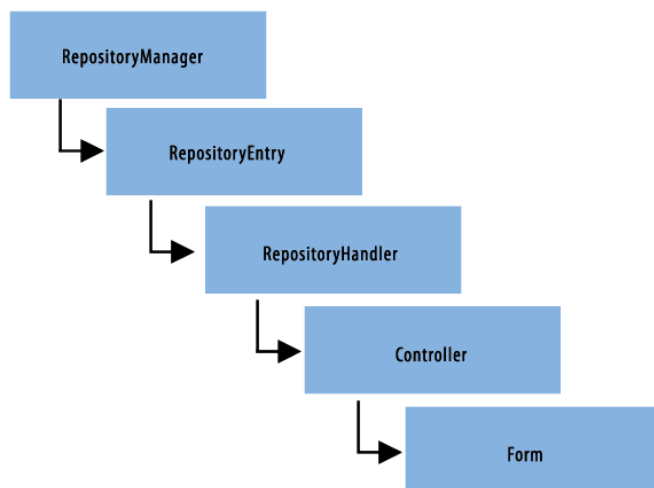 RepositoryManager
RepositoryEntry
RepositoryHandler
Controller
Form